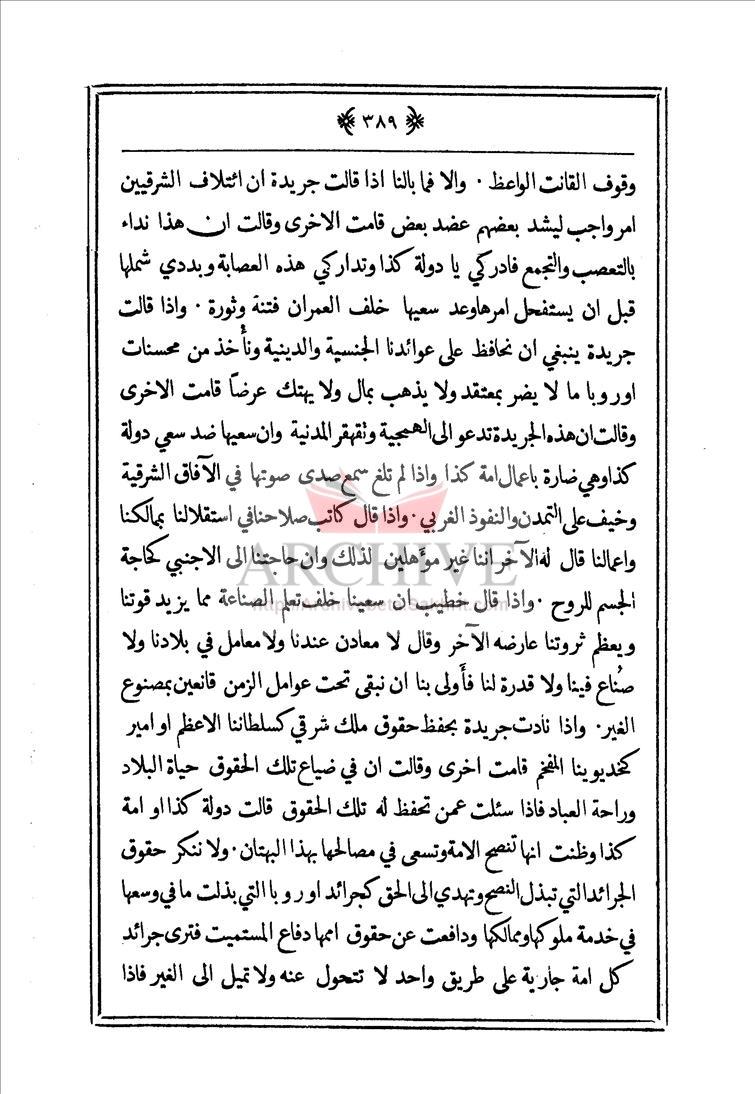 ﴿ ٣٨٩ ﴾
وقوف القانت الواعظ ٠ والا فما بالنا اذا قالت جريدة ان ائتلاف الشرقيين
امر واجب ليشد بعضهم عضد بعض قامت الاخرى وقالت ان هذا نداء
بالتعصب والتجمع فادركي يا دولة كذا وتداركي هذه العصابة وبددي شملها
قبل ان يستفحل امرها وعد سعيها خلف العمران فتنة وثورة ٠ واذا قالت
جريدة ينبغي ان نحافظ على عوائدنا الجنسية والدينية ونأخذ من محسنات
اوروبا ما لا يضر بمعتقد ولا يذهب بمال ولا يهتك عرضًا قامت الاخرى
وقالت ان هذه الجريدة تدعو الى الهمجية وتقهقر المدنية وان سعيها ضد سعي دولة
كذا وهي ضارة باعمال امة كذا واذا لم تلغ سمع صدى صوتها في الآفاق الشرقية
وخيف على التمدن والنفوذ الغربي ٠ واذا قال كاتب صلاحنا في استقلالنا بممالكنا
واعمالنا قال له الآخر اننا غير مؤهلين لذلك وان حاجتنا الى الاجنبي كحاجة
الجسم للروح ٠ واذا قال خطيب ان سعينا خلف تعلم الصناعة مما يزيد قوتنا
ويعظم ثروتنا عارضه الآخر وقال لا معادن عندنا ولا معامل في بلادنا ولا
صُناع فينا ولا قدرة لنا فأولى بنا ان نبقى تحت عوامل الزمن قانعين بمصنوع
الغير ٠ واذا نادت جريدة بحفظ حقوق ملك شرقي كسلطاننا الاعظم او امير
كخديوينا المفخم قامت اخرى وقالت ان في ضياع تلك الحقوق حياة البلاد
وراحة العباد فاذا سئلت عمن تحفظ له تلك الحقوق قالت دولة كذا او امة
كذا وظنت انها تنصح الامة وتسعى في مصالحها بهذا البهتان ٠ ولا ننكر حقوق
الجرائد التي تبذل النصح وتهدي الى الحق كجرائد اوروبا التي بذلت ما في وسعها
في خدمة ملوكها وممالكها ودافعت عن حقوق اممها دفاع المستميت فترى جرائد
كل امة جارية على طريق واحد لا تتحول عنه ولا تميل الى الغير فاذا
ARCHIVE